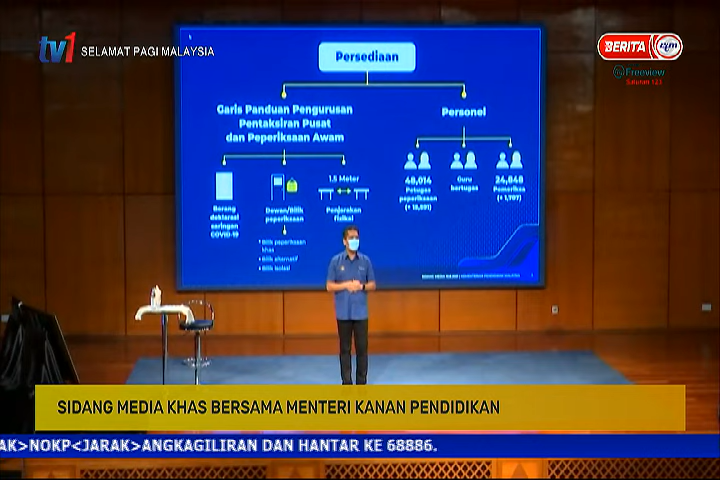 tv1 SELAMAT PAGI MALAYSIA
BERITA rtm
Freeview
Saluran 123
Persediaan
Garis Panduan Pengurusan
Pentaksiran Pusat
dan Peperiksaan Awam
Personel
1.5 Meter
Borang
deklarasi
saringan
COVID-19
Dewan/Bilik
peperiksaan
Penjarakan
fizikal
• Bilik peperiksaan
khas
• Bilik alternatif
• Bilik isolasi
48,014
Petugas
peperiksaan
Guru
bertugas
24,848
Pemeriksa
SIDANG MEDIA KHAS BERSAMA MENTERI KANAN PENDIDIKAN
AK>NOKP<JARAK>ANGKAGILIRAN DAN HANTAR KE 68886.